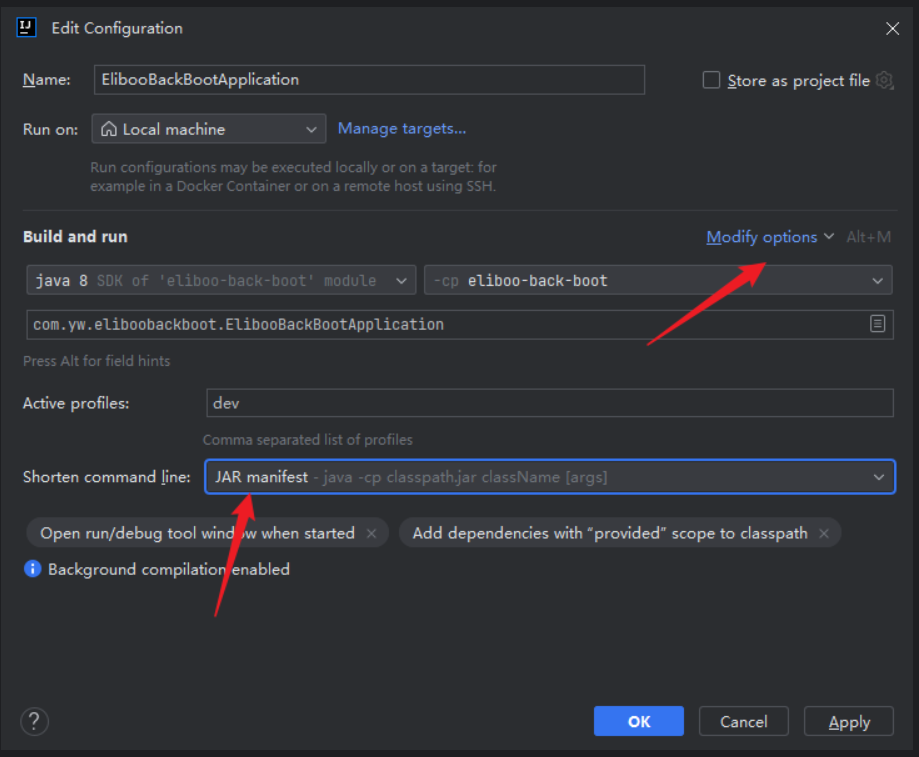 IJ Edit Configuration
Name: ElibooBackBootApplication Store as project file
Run on: Local machine Manage targets...
Run configurations may be executed locally or on a target: for
example in a Docker Container or on a remote host using SSH.
Build and run Modify options Alt+M
java 8 SDK of 'eliboo-back-boot' module -cp eliboo-back-boot
com.yw.eliboobackboot.ElibooBackBootApplication
Press Alt for field hints
Active profiles: dev
Comma separated list of profiles
Shorten command line: JAR manifest - java -cp classpath.jar className [args]
Open run/debug tool window when started × Add dependencies with “provided” scope to classpath ×
Background compilation enabled
? OK Cancel Apply